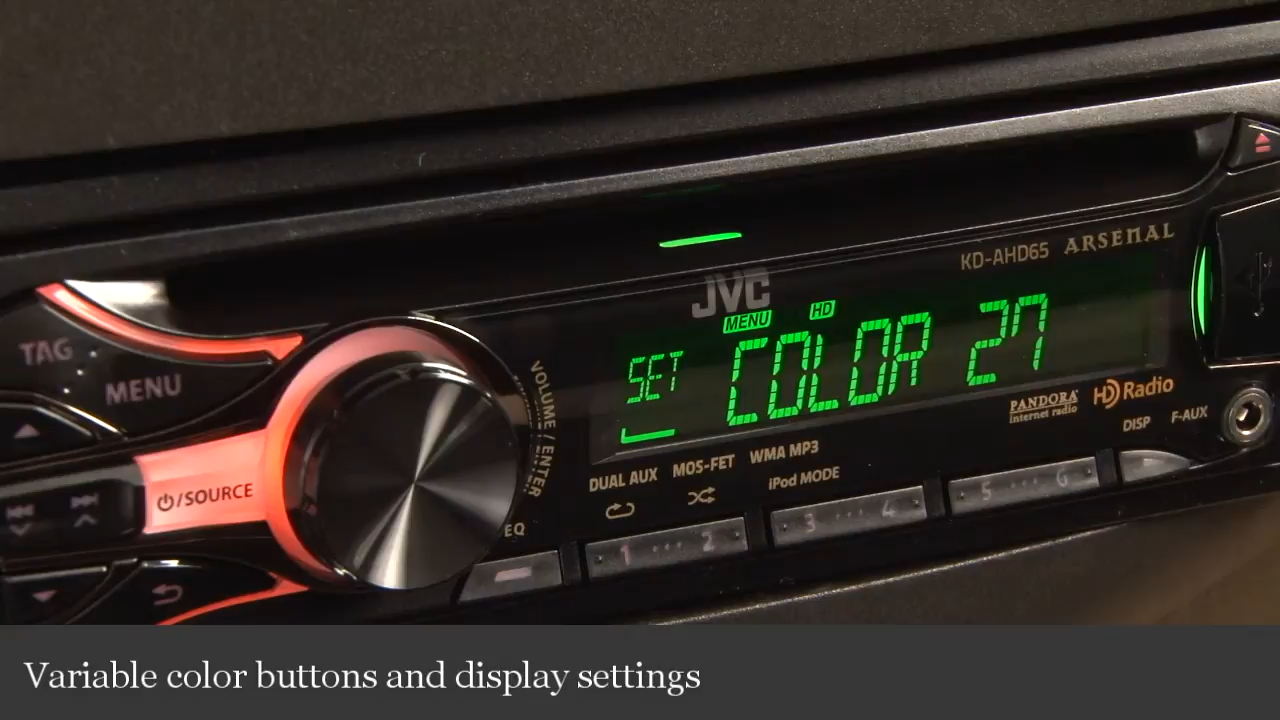 KD-AHD65 ARSENAL
JVC
MENU HD
SET COLOR 27
TAG
MENU
VOLUME / ENTER
PANDORA
internet radio
HD Radio
DISP F-AUX
/SOURCE
DUAL AUX MOS-FET WMA MP3
iPod MODE
EQ
1 2 3 4 5 6
Variable color buttons and display settings